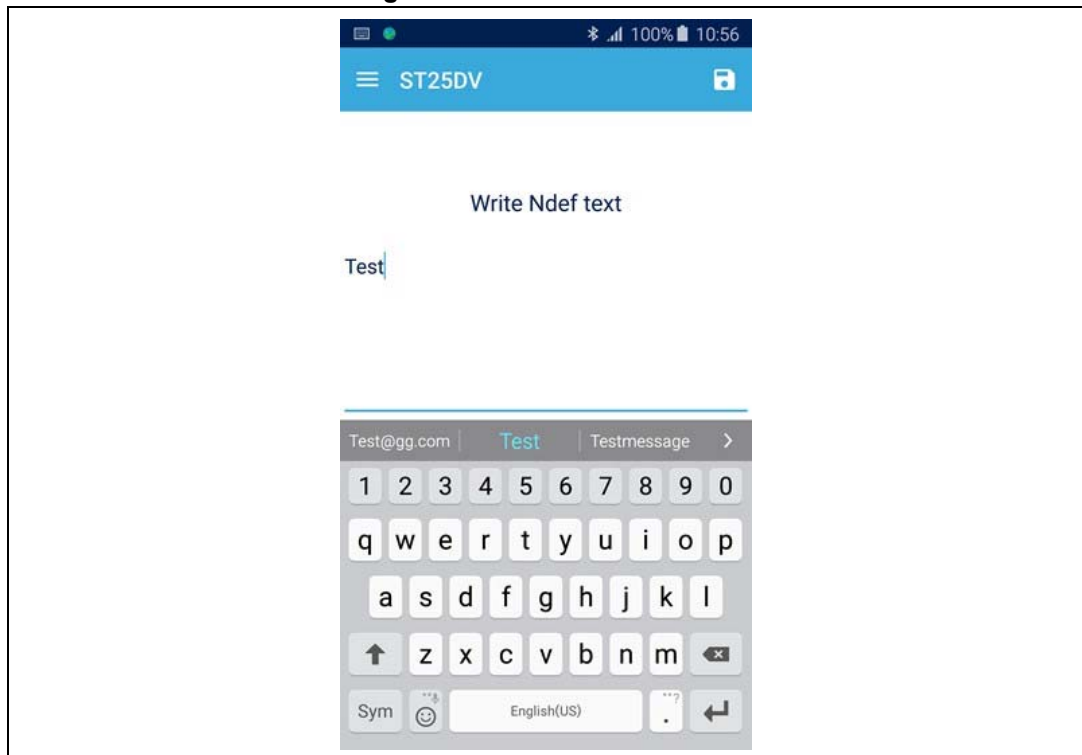 100% 10:56
ST25DV
Write Ndef text
Test
Test@gg.com Test Testmessage >
1 2 3 4 5 6 7 8 9 0
q w e r t y u i o p
a s d f g h j k l
z x c v b n m
Sym English(US) .